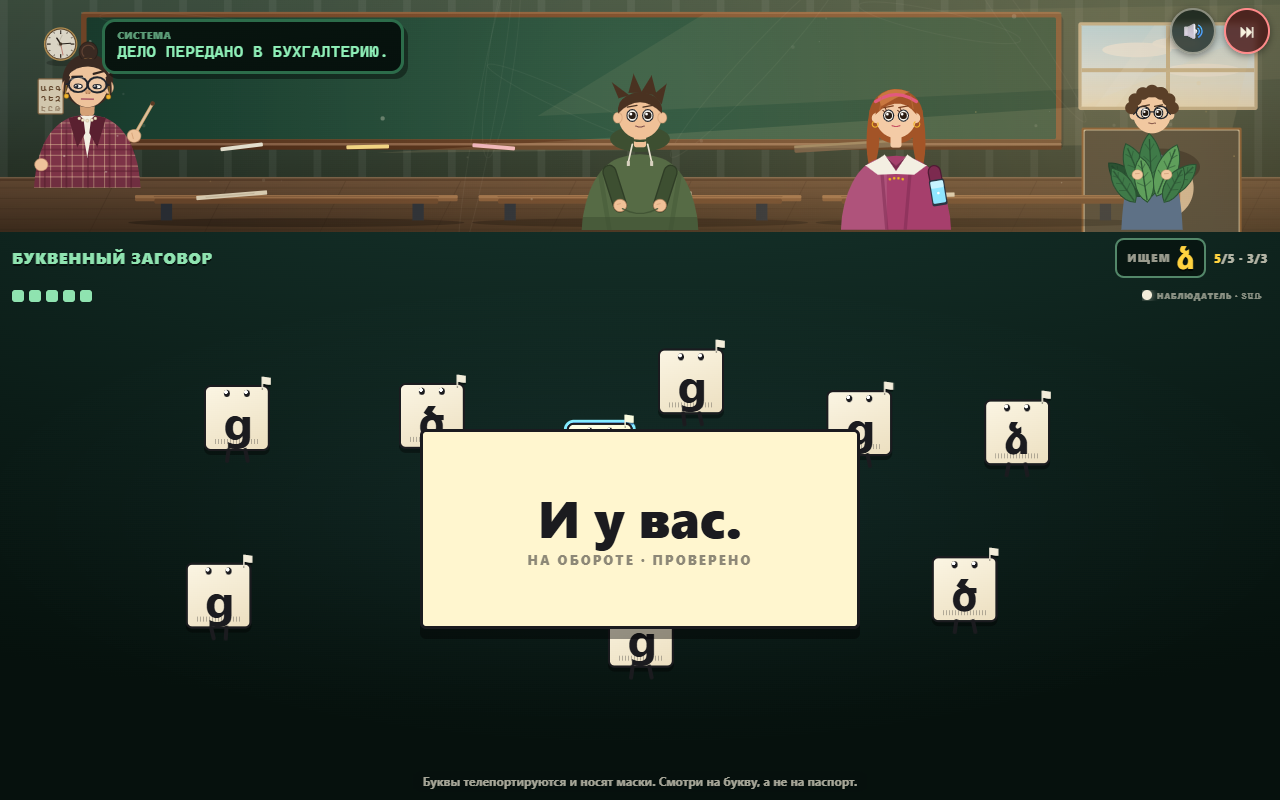 СИСТЕМА
ДЕЛО ПЕРЕДАНО В БУХГАЛТЕРИЮ.
Ա Բ Գ
Դ Ե Զ
Է Ը Թ
БУКВЕННЫЙ ЗАГОВОР
ИЩЕМ ձ
5/5 · 3/3
НАБЛЮДАТЕЛЬ · ՏԱՁ
g
g
g
ձ
И у вас.
НА ОБОРОТЕ · ПРОВЕРЕНО
g
g
Буквы телепортируются и носят маски. Смотри на букву, а не на паспорт.